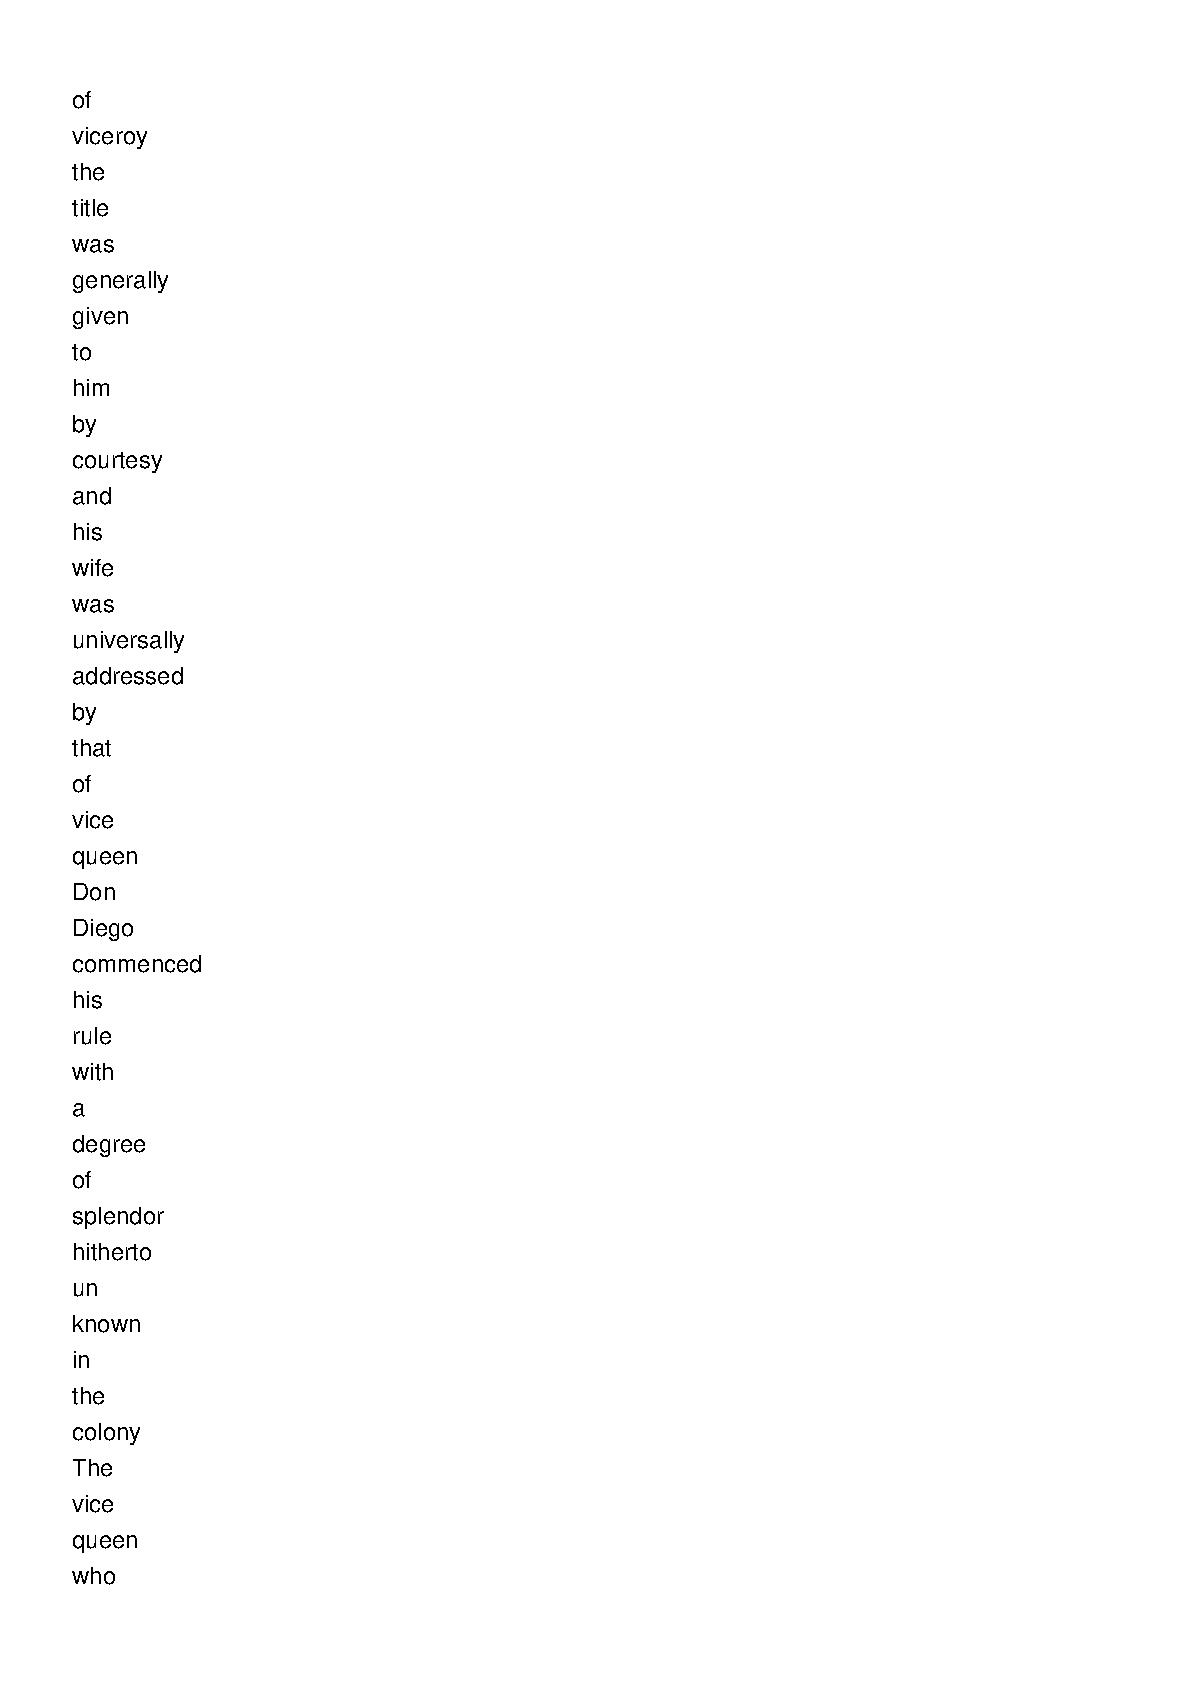 of
viceroy
the
title
was
generally
given
to
him
by
courtesy
and
his
wife
was
universally
addressed
by
that
of
vice
queen
Don
Diego
commenced
his
rule
with
a
degree
of
splendor
hitherto
un
known
in
the
colony
The
vice
queen
who